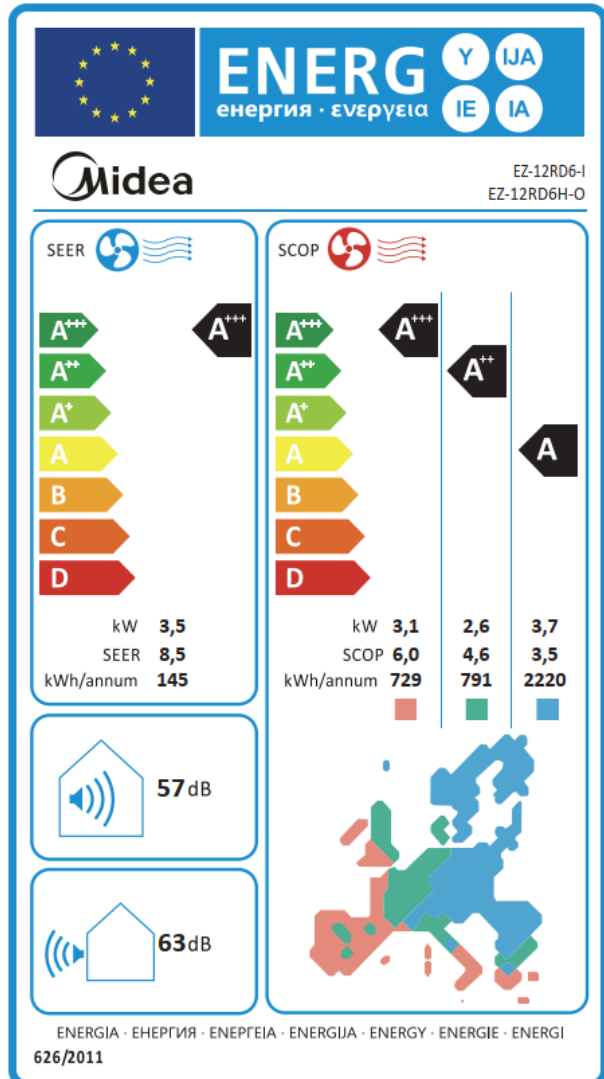 ENERG Y IJA
енергия · ενεργεια IE IA
Midea
EZ-12RD6-I
EZ-12RD6H-O
SEER
A+++
A+++
A++
A+
A
B
C
D
kW 3,5
SEER 8,5
kWh/annum 145
SCOP
A+++
A+++
A++
A++
A+
A
A
B
C
D
kW 3,1 2,6 3,7
SCOP 6,0 4,6 3,5
kWh/annum 729 791 2220
57dB
63dB
ENERGIA · ЕНЕРГИЯ · ΕΝΕΡΓΕΙΑ · ENERGIJA · ENERGY · ENERGIE · ENERGI
626/2011